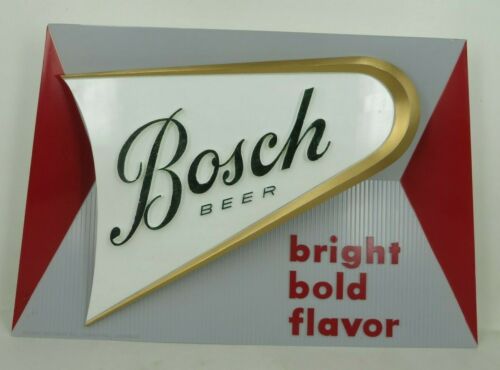 Bosch
BEER
bright
bold
flavor